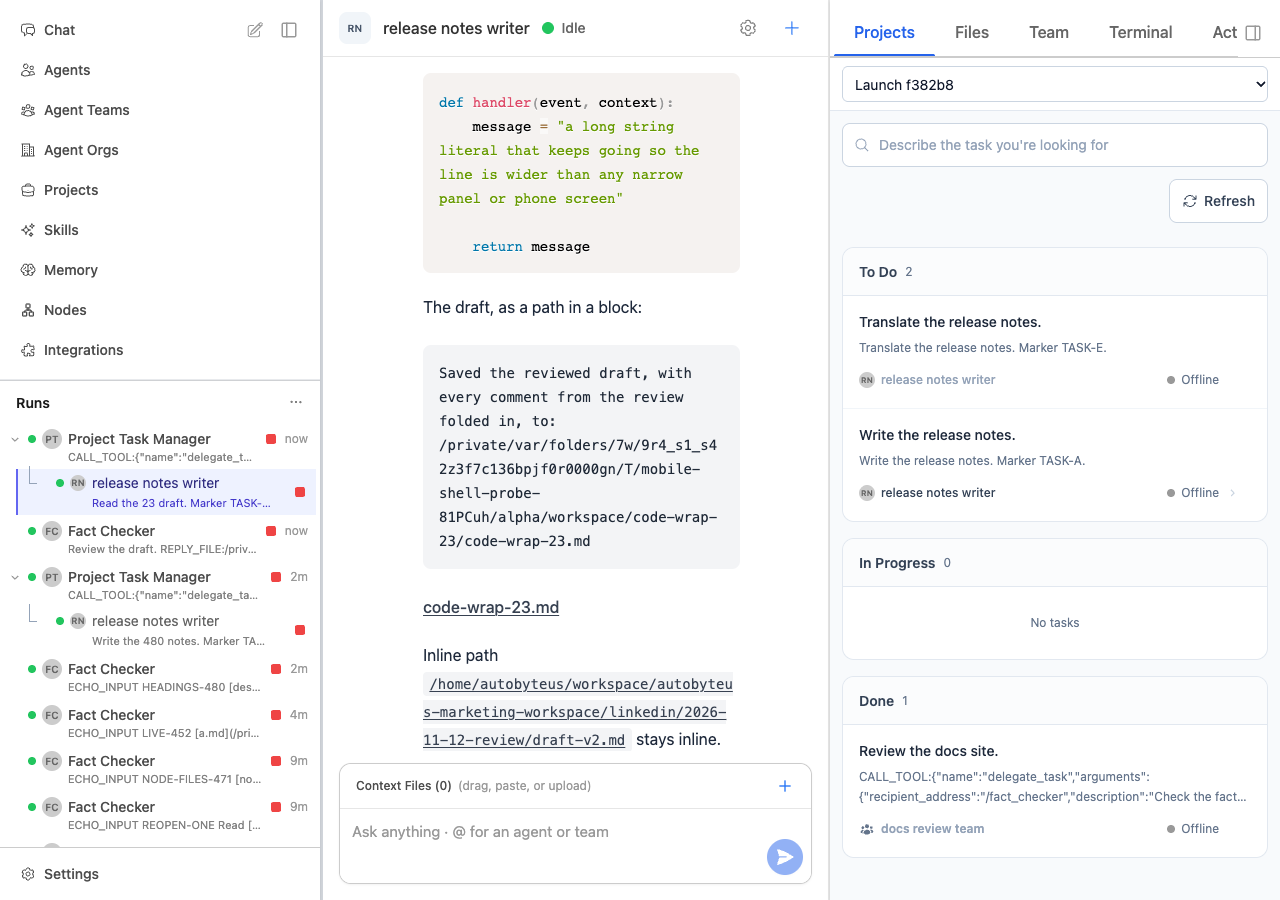 Chat
Agents
Agent Teams
Agent Orgs
Projects
Skills
Memory
Nodes
Integrations
Runs
...
PT Project Task Manager now
CALL_TOOL:{"name":"delegate_t...
RN release notes writer
Read the 23 draft. Marker TASK-...
FC Fact Checker now
Review the draft. REPLY_FILE:/priv...
PT Project Task Manager 2m
CALL_TOOL:{"name":"delegate_ta...
RN release notes writer
Write the 480 notes. Marker TA...
FC Fact Checker 2m
ECHO_INPUT HEADINGS-480 [des...
FC Fact Checker 4m
ECHO_INPUT LIVE-452 [a.md](/pri...
FC Fact Checker 9m
ECHO_INPUT NODE-FILES-471 [no...
FC Fact Checker 9m
ECHO_INPUT REOPEN-ONE Read [...
Settings
RN release notes writer Idle
def handler(event, context):
message = "a long string
literal that keeps going so the
line is wider than any narrow
panel or phone screen"
return message
The draft, as a path in a block:
Saved the reviewed draft, with
every comment from the review
folded in, to:
/private/var/folders/7w/9r4_s1_s4
2z3f7c136bpjf0r0000gn/T/mobile-
shell-probe-
81PCuh/alpha/workspace/code-wrap-
23/code-wrap-23.md
code-wrap-23.md
Inline path
/home/autobyteus/workspace/autobyteu
s-marketing-workspace/linkedin/2026-
11-12-review/draft-v2.md stays inline.
Context Files (0) (drag, paste, or upload)
Ask anything · @ for an agent or team
Projects Files Team Terminal Act
Launch f382b8
Describe the task you're looking for
Refresh
To Do 2
Translate the release notes.
Translate the release notes. Marker TASK-E.
RN release notes writer Offline
Write the release notes.
Write the release notes. Marker TASK-A.
RN release notes writer Offline
In Progress 0
No tasks
Done 1
Review the docs site.
CALL_TOOL:{"name":"delegate_task","arguments":
{"recipient_address":"/fact_checker","description":"Check the fact...
docs review team Offline